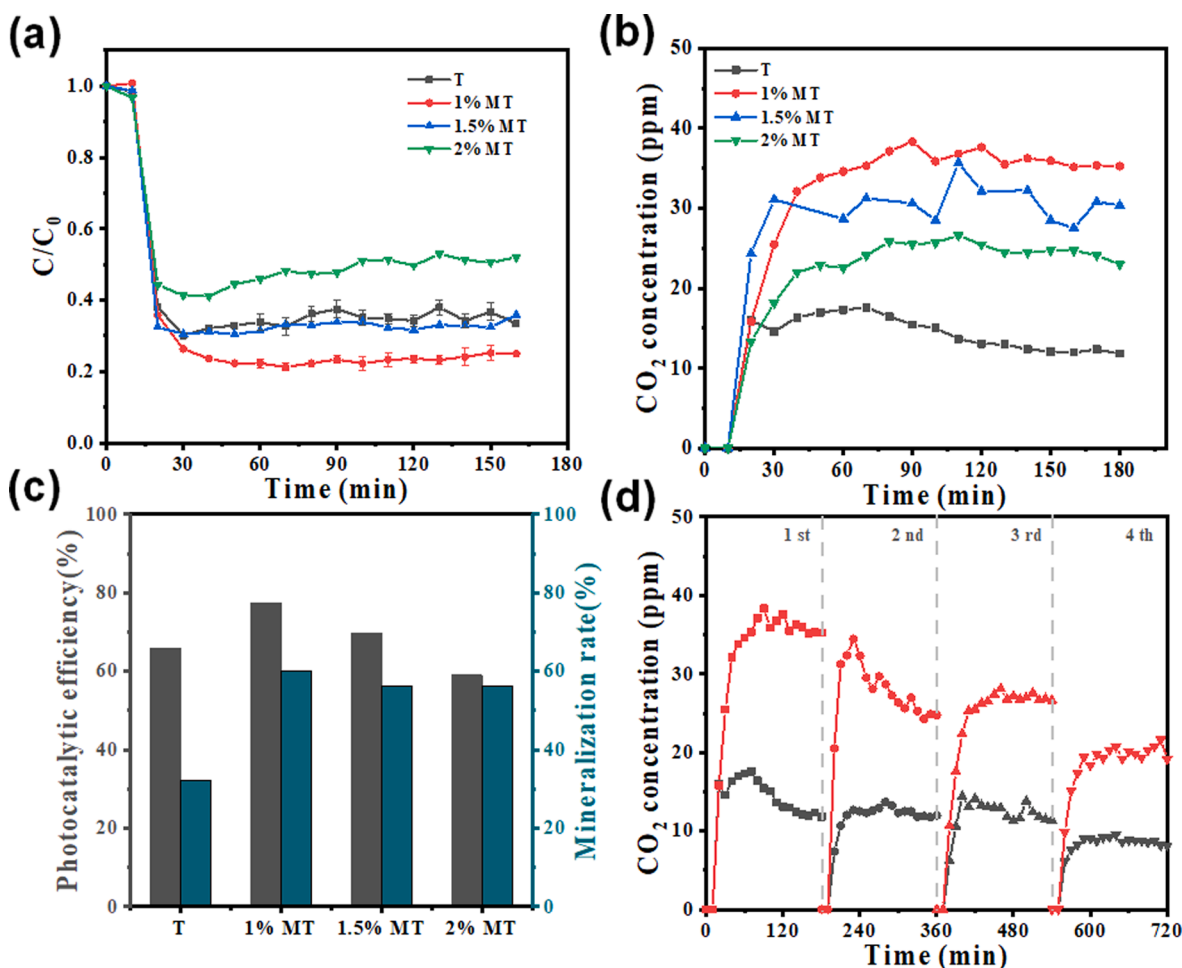 (a)
C/C0
1.0
0.8
0.6
0.4
0.2
0.0
T
1% MT
1.5% MT
2% MT
0 30 60 90 120 150 180
Time (min)
(b)
CO2 concentration (ppm)
50
40
30
20
10
0
T
1% MT
1.5% MT
2% MT
0 30 60 90 120 150 180
Time (min)
(c)
Photocatalytic efficiency(%)
100
80
60
40
20
0
T 1% MT 1.5% MT 2% MT
100
80
60
40
20
0
Mineralization rate(%)
(d)
CO2 concentration (ppm)
50
40
30
20
10
0
1 st 2 nd 3 rd 4 th
0 120 240 360 480 600 720
Time (min)